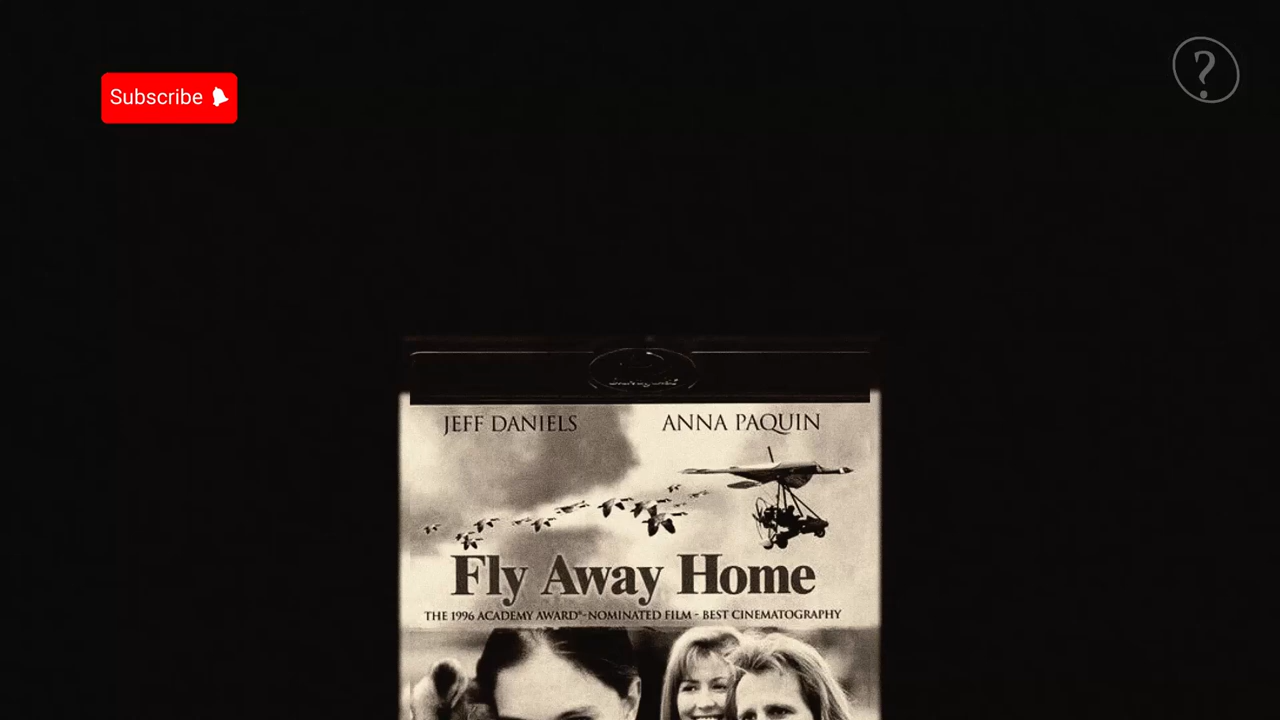 Subscribe
?
JEFF DANIELS ANNA PAQUIN
Fly Away Home
THE 1996 ACADEMY AWARD®-NOMINATED FILM - BEST CINEMATOGRAPHY